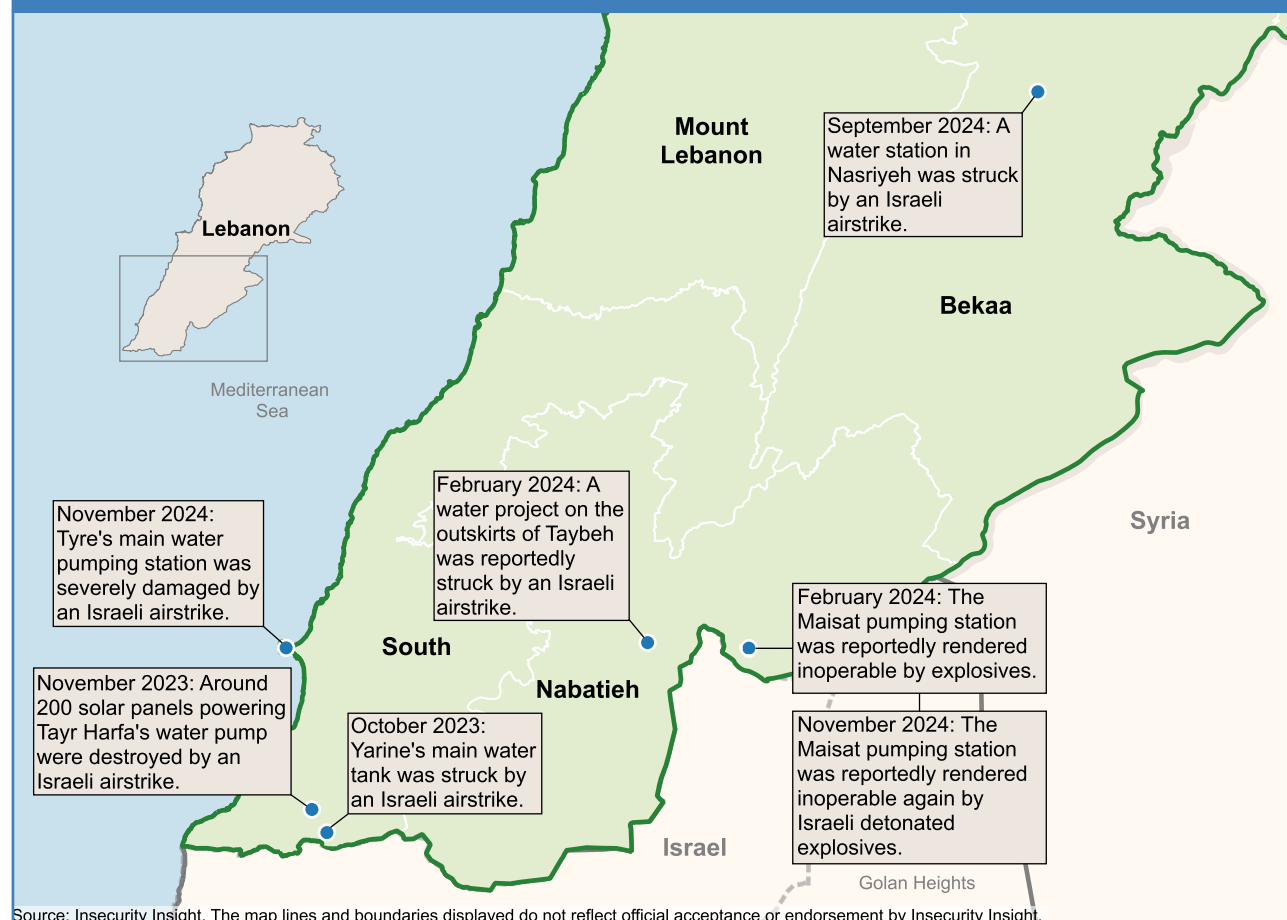 Mount
Lebanon
September 2024: A
water station in
Nasriyeh was struck
by an Israeli
airstrike.
Lebanon
Bekaa
Mediterranean
Sea
February 2024: A
water project on the
outskirts of Taybeh
was reportedly
struck by an Israeli
airstrike.
November 2024:
Tyre's main water
pumping station was
severely damaged by
an Israeli airstrike.
Syria
February 2024: The
Maisat pumping station
was reportedly rendered
inoperable by explosives.
South
Nabatieh
November 2023: Around
200 solar panels powering
Tayr Harfa's water pump
were destroyed by an
Israeli airstrike.
October 2023:
Yarine's main water
tank was struck by
an Israeli airstrike.
November 2024: The
Maisat pumping station
was reportedly rendered
inoperable again by
Israeli detonated
explosives.
Israel
Golan Heights
Source: Insecurity Insight. The map lines and boundaries displayed do not reflect official acceptance or endorsement by Insecurity Insight.